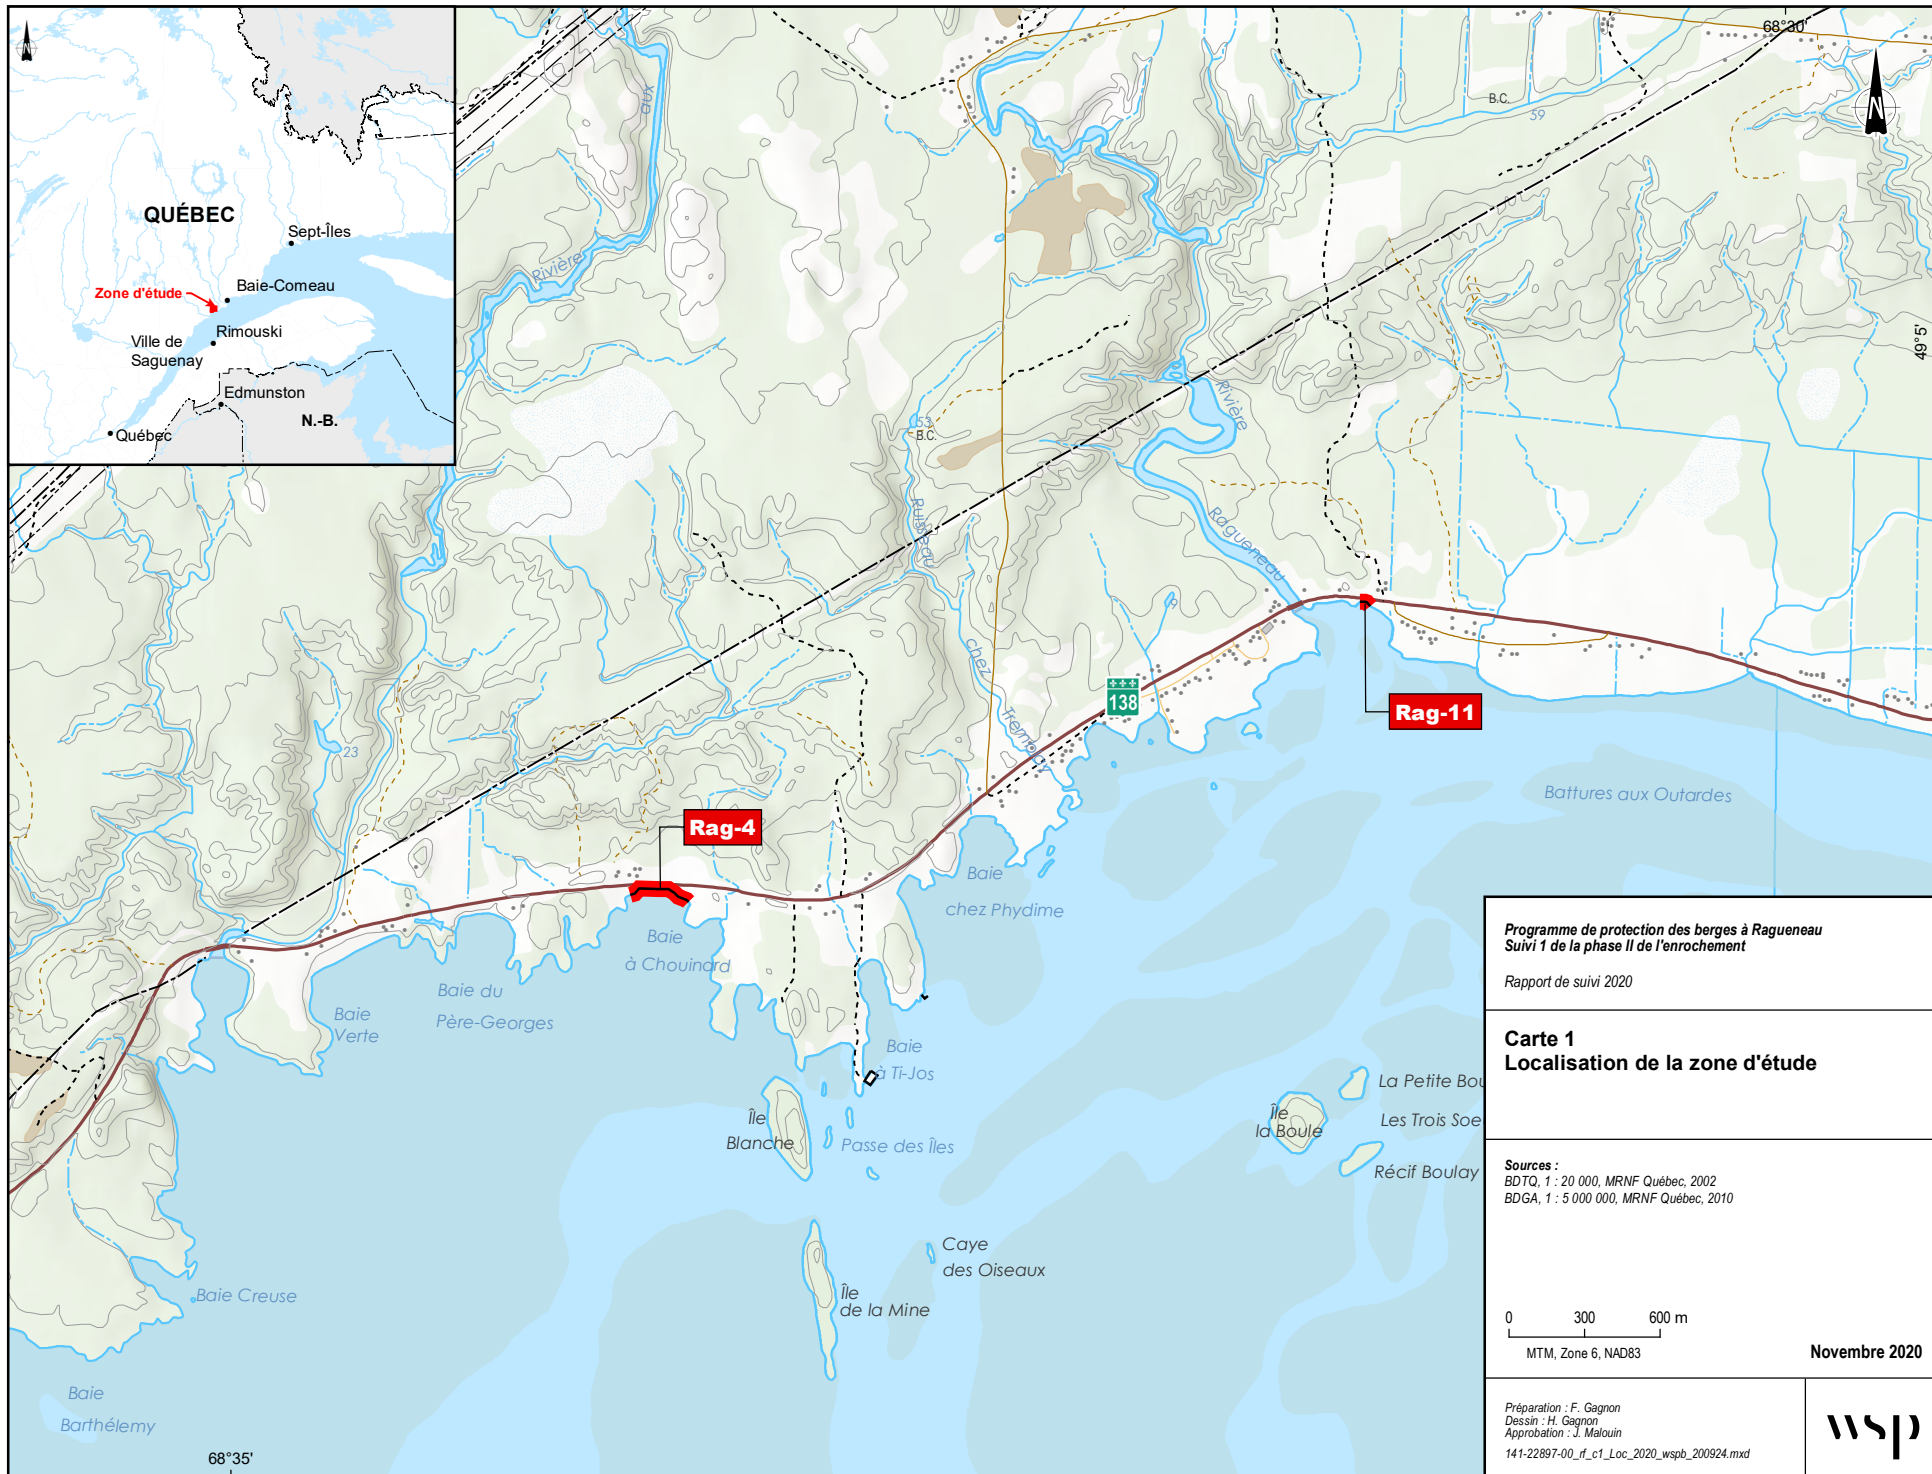 QUÉBEC
Sept-Îles
Baie-Comeau
Zone d'étude
Rimouski
Ville de
Saguenay
Edmunston
N.-B.
Québec
N
N
68°30'
49°5'
68°35'
aux
Rivière
B.C.
59
53
B.C.
Ruisseau
chez
Tremblay
Rivière
Ragueneau
9
23
138
Rag-11
Rag-4
Battures aux Outardes
Baie
chez Phydime
Baie
à Chouinard
Baie du
Père-Georges
Baie
Verte
Baie
à Ti-Jos
Île
Blanche
Passe des Îles
La Petite Bou
Île
la Boule
Les Trois Soe
Récif Boulay
Caye
des Oiseaux
Île
de la Mine
Baie Creuse
Baie
Barthélemy
Programme de protection des berges à Ragueneau
Suivi 1 de la phase II de l'enrochement
Rapport de suivi 2020
Carte 1
Localisation de la zone d'étude
Sources :
BDTQ, 1 : 20 000, MRNF Québec, 2002
BDGA, 1 : 5 000 000, MRNF Québec, 2010
0 300 600 m
MTM, Zone 6, NAD83
Novembre 2020
Préparation : F. Gagnon
Dessin : H. Gagnon
Approbation : J. Malouin
141-22897-00_rf_c1_Loc_2020_wspb_200924.mxd
wsp